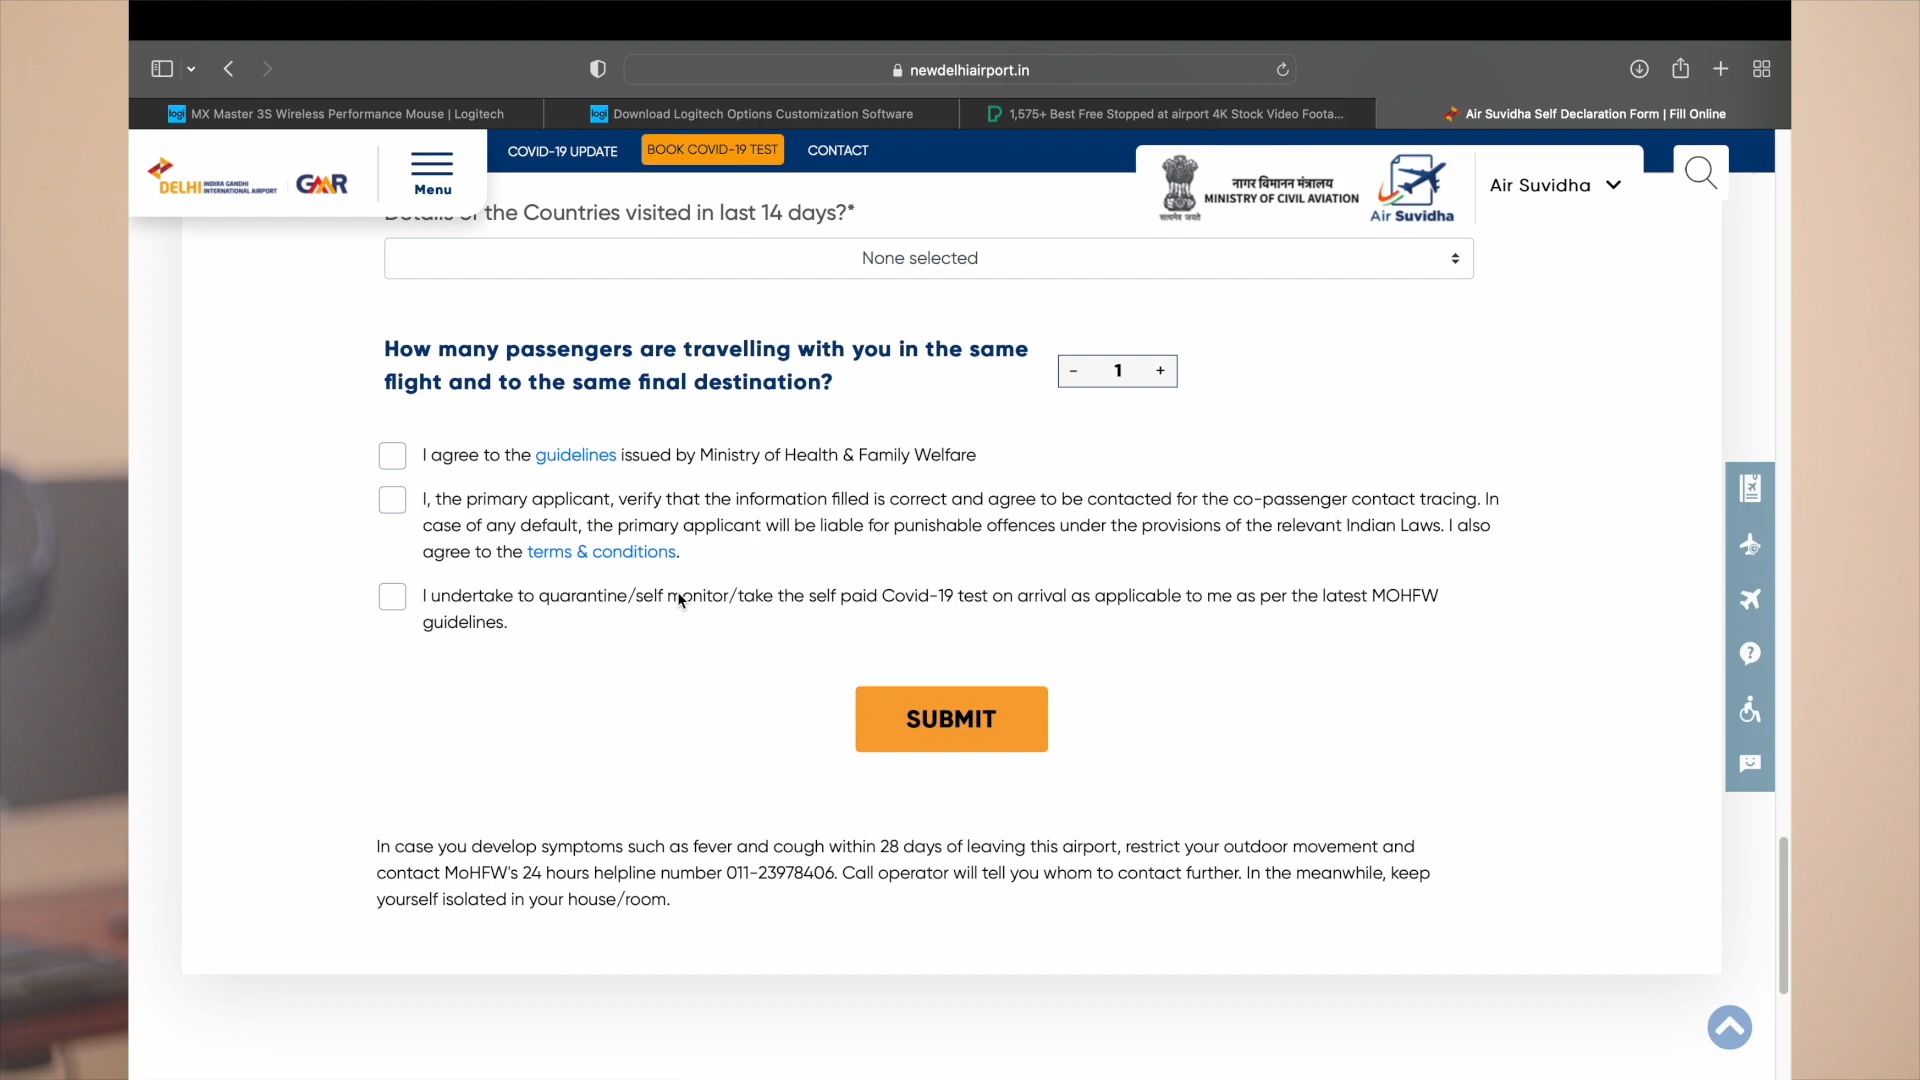 newdelhiairport.in
logi MX Master 3S Wireless Performance Mouse | Logitech
logi Download Logitech Options Customization Software
1,575+ Best Free Stopped at airport 4K Stock Video Foota...
Air Suvidha Self Declaration Form | Fill Online
COVID-19 UPDATE
BOOK COVID-19 TEST
CONTACT
DELHI INDIRA GANDHI INTERNATIONAL AIRPORT
GMR
Menu
सत्यमेव जयते
नागर विमानन मंत्रालय
MINISTRY OF CIVIL AVIATION
Air Suvidha
Air Suvidha
Details of the Countries visited in last 14 days?*
None selected
How many passengers are travelling with you in the same
flight and to the same final destination?
- 1 +
I agree to the guidelines issued by Ministry of Health & Family Welfare
I, the primary applicant, verify that the information filled is correct and agree to be contacted for the co-passenger contact tracing. In
case of any default, the primary applicant will be liable for punishable offences under the provisions of the relevant Indian Laws. I also
agree to the terms & conditions.
I undertake to quarantine/self monitor/take the self paid Covid-19 test on arrival as applicable to me as per the latest MOHFW
guidelines.
SUBMIT
In case you develop symptoms such as fever and cough within 28 days of leaving this airport, restrict your outdoor movement and
contact MoHFW's 24 hours helpline number 011-23978406. Call operator will tell you whom to contact further. In the meanwhile, keep
yourself isolated in your house/room.